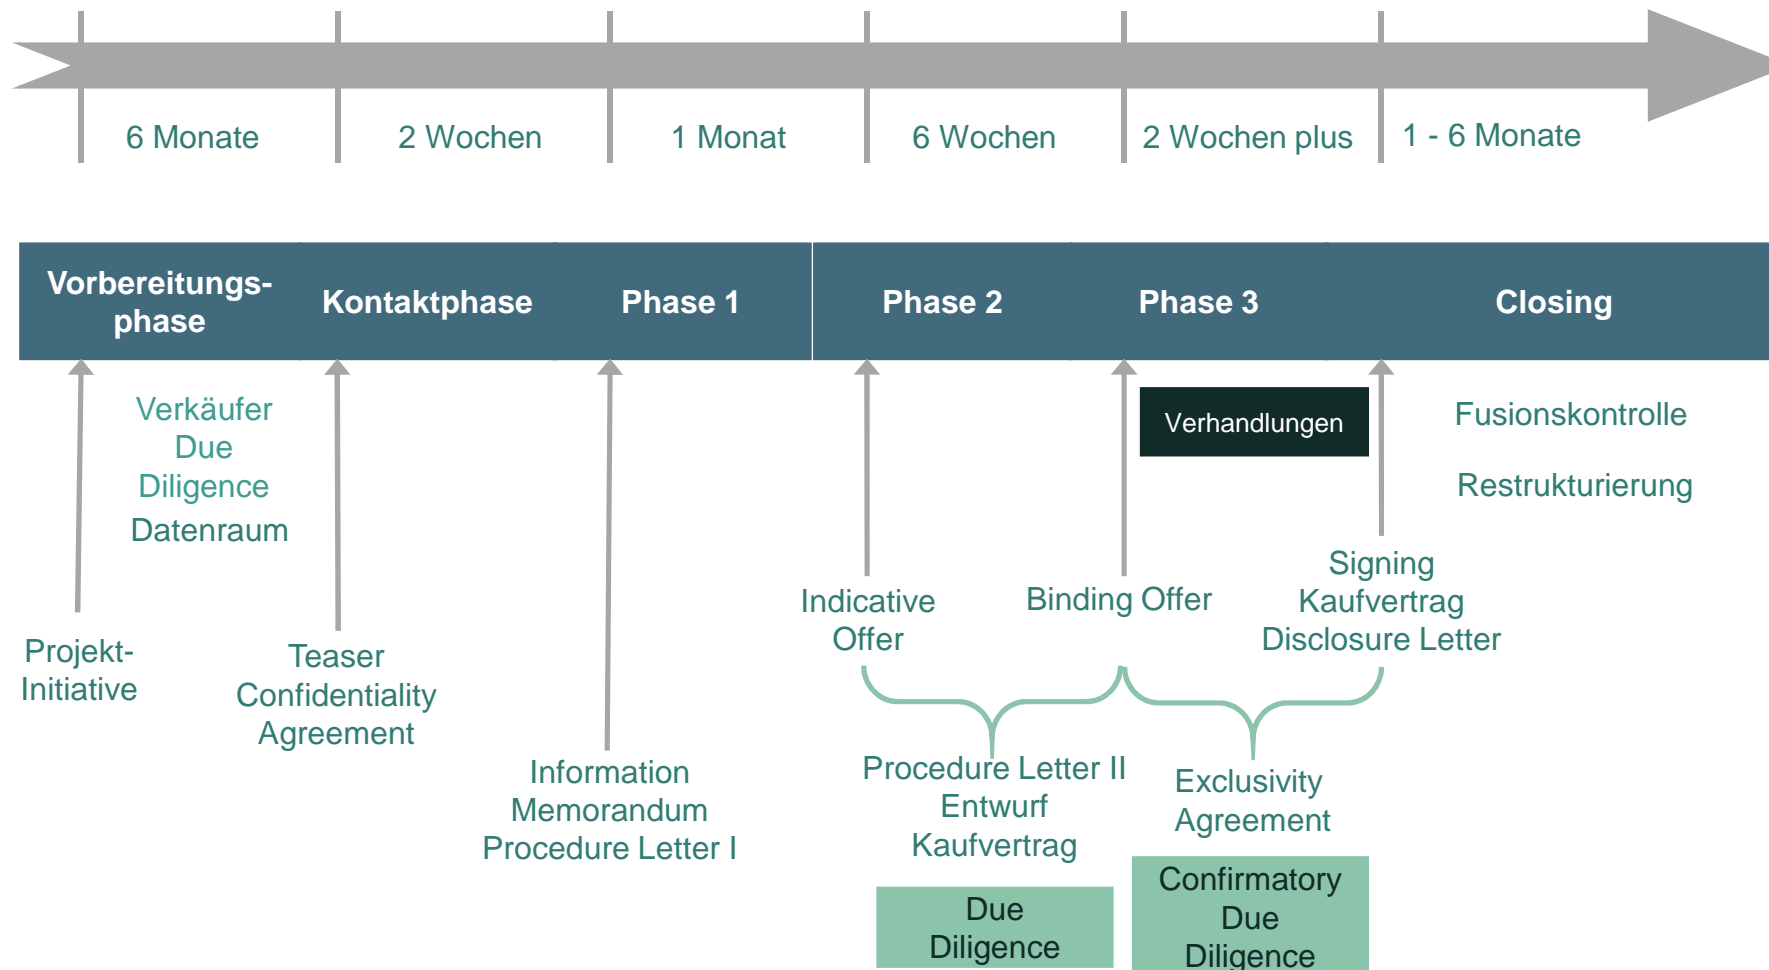 6 Monate
2 Wochen
1 Monat
6 Wochen
2 Wochen plus
1 - 6 Monate
Vorbereitungs-
phase
Kontaktphase
Phase 1
Phase 2
Phase 3
Closing
Verkäufer
Due
Diligence
Datenraum
Verhandlungen
Fusionskontrolle
Restrukturierung
Projekt-
Initiative
Teaser
Confidentiality
Agreement
Information
Memorandum
Procedure Letter I
Indicative
Offer
Binding Offer
Signing
Kaufvertrag
Disclosure Letter
Procedure Letter II
Entwurf
Kaufvertrag
Exclusivity
Agreement
Due
Diligence
Confirmatory
Due
Diligence